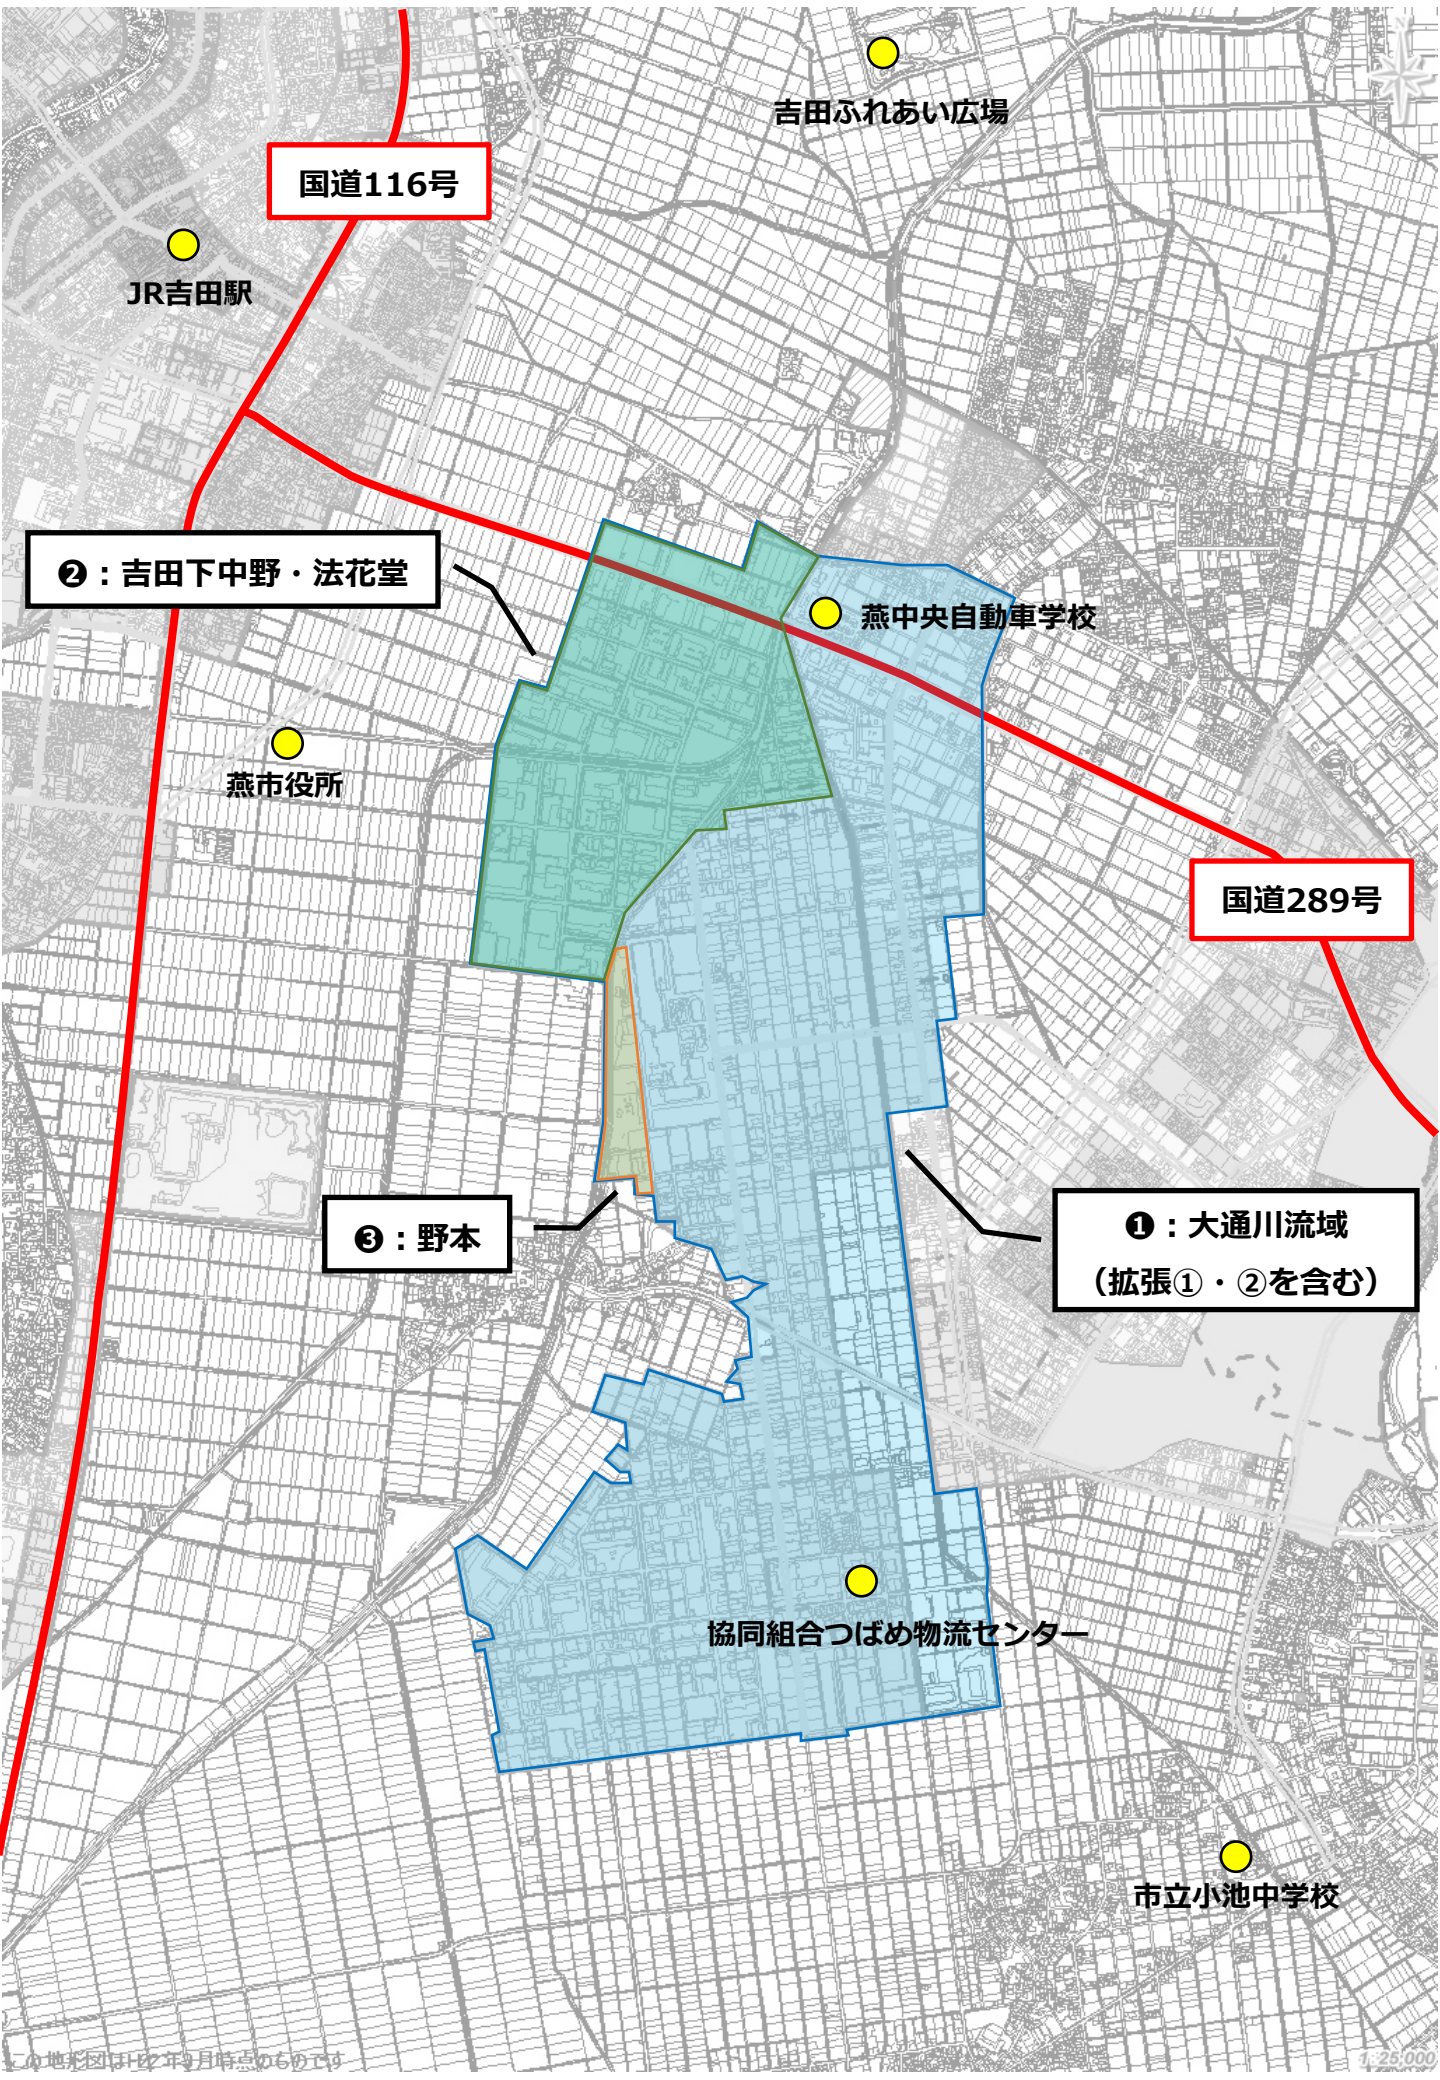 吉田ふれあい広場
国道116号
JR吉田駅
❷：吉田下中野・法花堂
燕中央自動車学校
燕市役所
国道289号
❸：野本
❶：大通川流域
（拡張①・②を含む）
協同組合つばめ物流センター
市立小池中学校
1:25,000